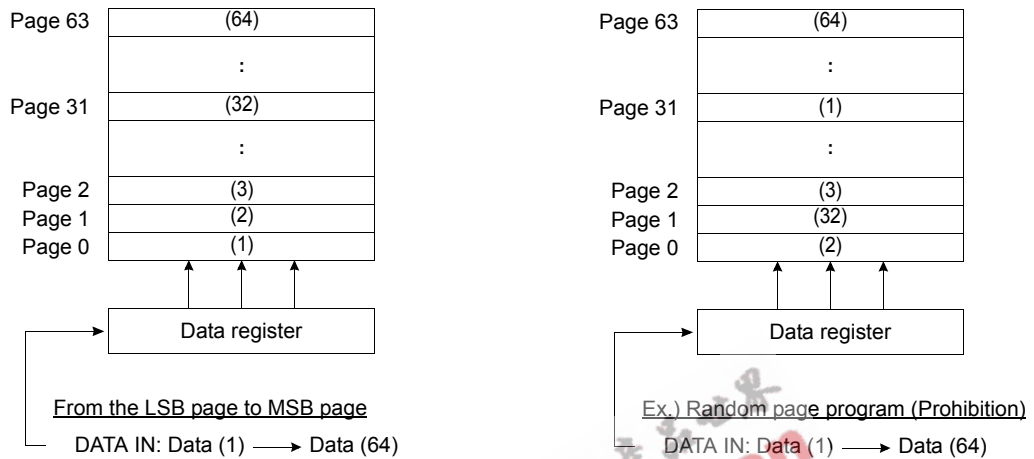 Page 63 (64)
:
Page 31 (32)
:
Page 2 (3)
Page 1 (2)
Page 0 (1)
Data register
From the LSB page to MSB page
DATA IN: Data (1) Data (64)
Page 63 (64)
:
Page 31 (1)
:
Page 2 (3)
Page 1 (32)
Page 0 (2)
Data register
Ex.) Random page program (Prohibition)
DATA IN: Data (1) Data (64)